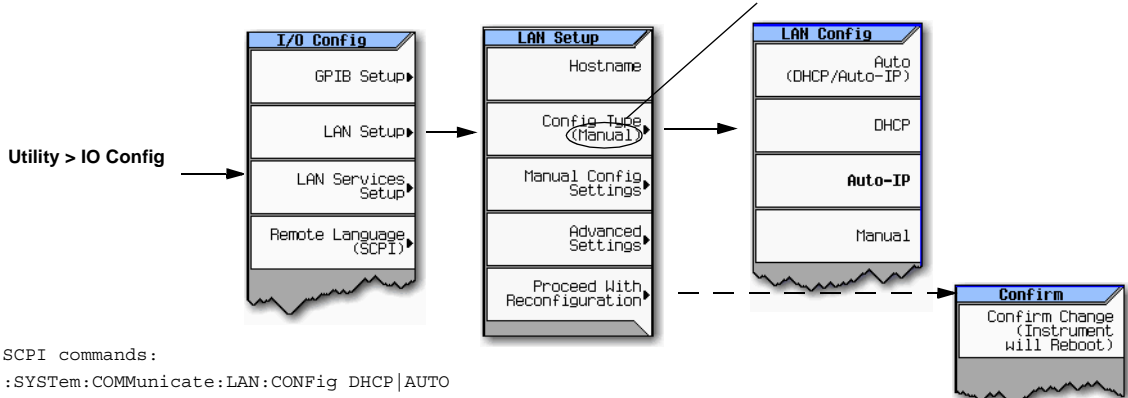 Utility > IO Config
I/O Config
GPIB Setup
LAN Setup
LAN Services
Setup
Remote Language
(SCPI)
LAN Setup
Hostname
Config Type
(Manual)
Manual Config
Settings
Advanced
Settings
Proceed With
Reconfiguration
LAN Config
Auto
(DHCP/Auto-IP)
DHCP
Auto-IP
Manual
Confirm
Confirm Change
(Instrument
will Reboot)
SCPI commands:
:SYSTem:COMMunicate:LAN:CONFig DHCP|AUTO